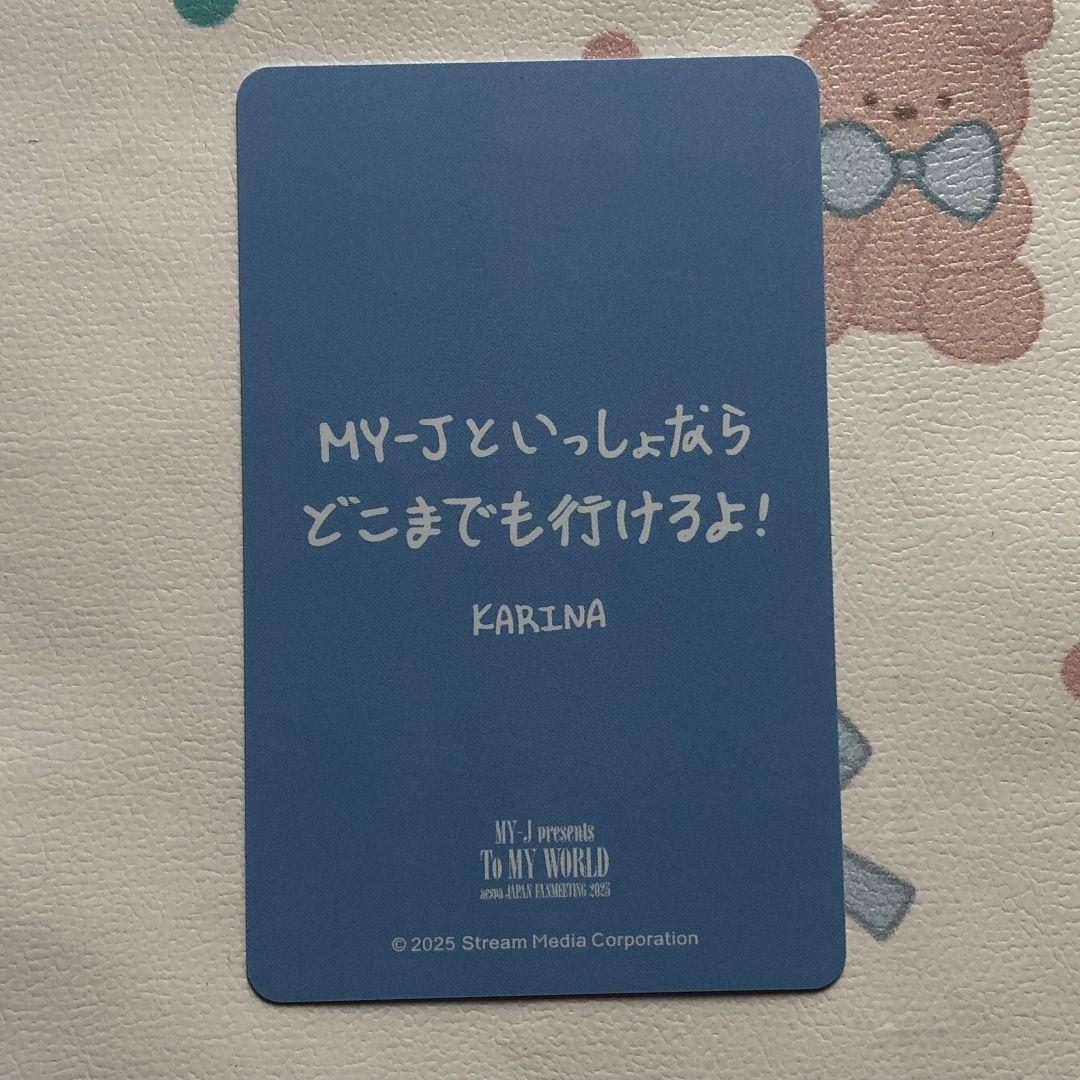 MY-Jといっしょなら
どこまでも行けるよ!
KARINA
MY-J presents
To MY WORLD
aespa JAPAN FANMEETING 2025
© 2025 Stream Media Corporation